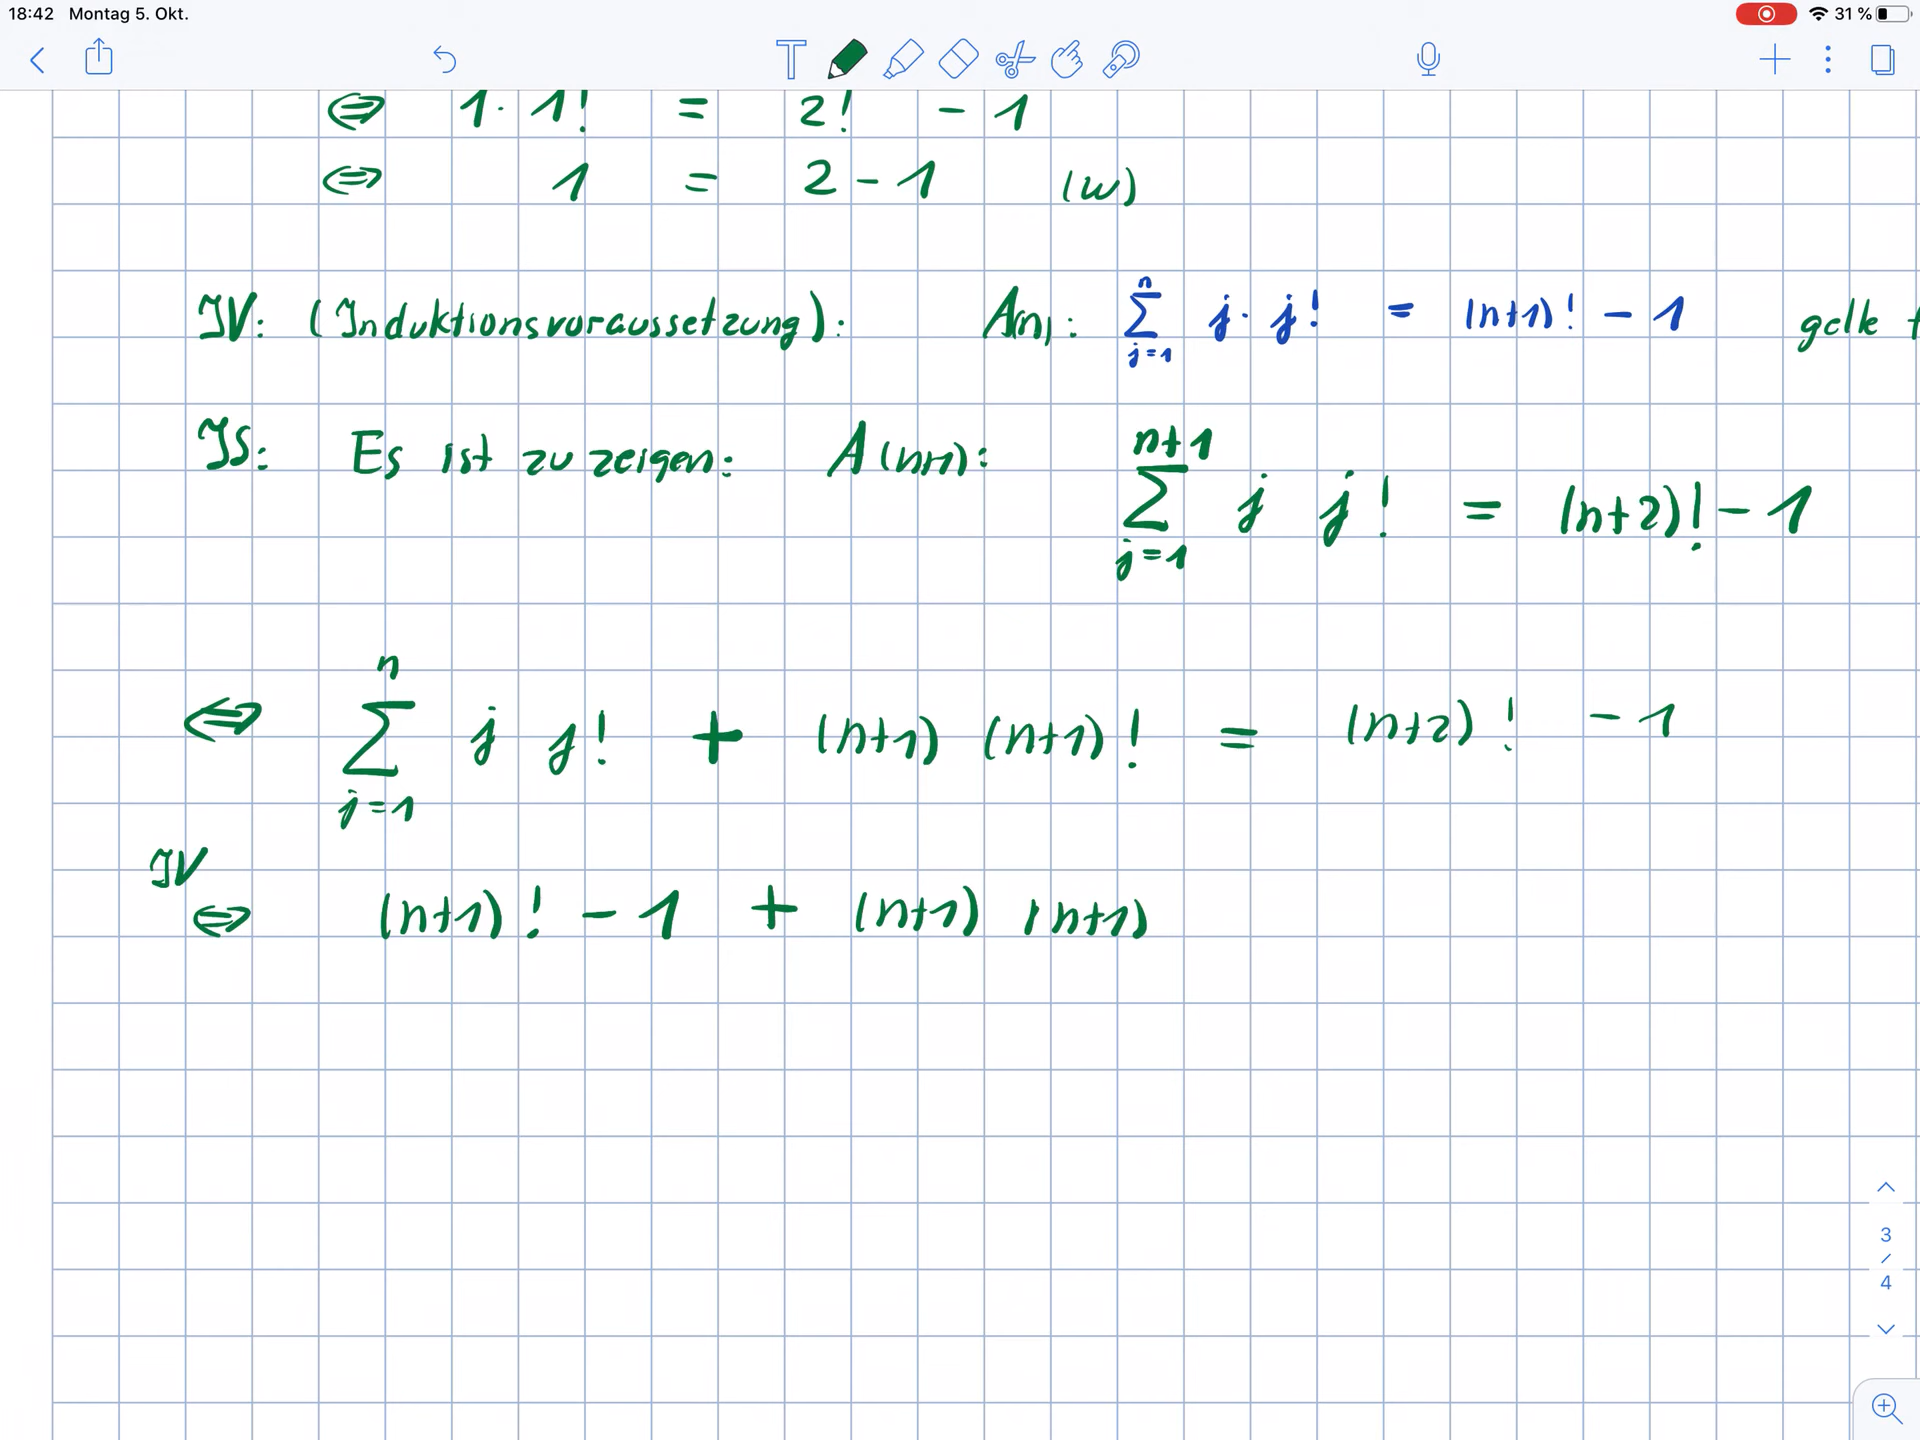 18:42 Montag 5. Okt. 31 %
⇔ 1 · 1! = 2! - 1
⇔ 1 = 2 - 1 (w)
IV: (Induktionsvoraussetzung): A(n): ∑_{j=1}^{n} j · j! = (n+1)! - 1 gelte
IS: Es ist zu zeigen: A(n+1): ∑_{j=1}^{n+1} j j! = (n+2)! - 1
⇔ ∑_{j=1}^{n} j j! + (n+1) (n+1)! = (n+2)! - 1
IV
⇔ (n+1)! - 1 + (n+1) (n+1)
3
/
4